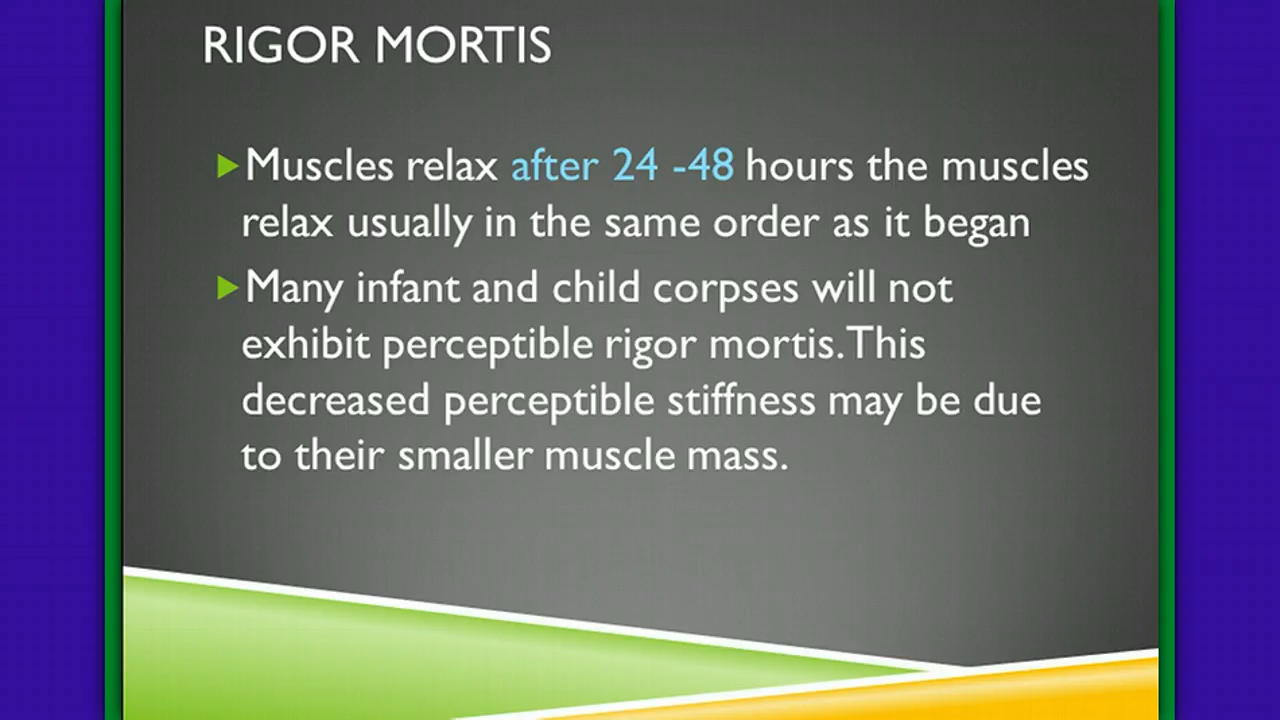 RIGOR MORTIS
Muscles relax after 24 -48 hours the muscles
relax usually in the same order as it began
Many infant and child corpses will not
exhibit perceptible rigor mortis. This
decreased perceptible stiffness may be due
to their smaller muscle mass.